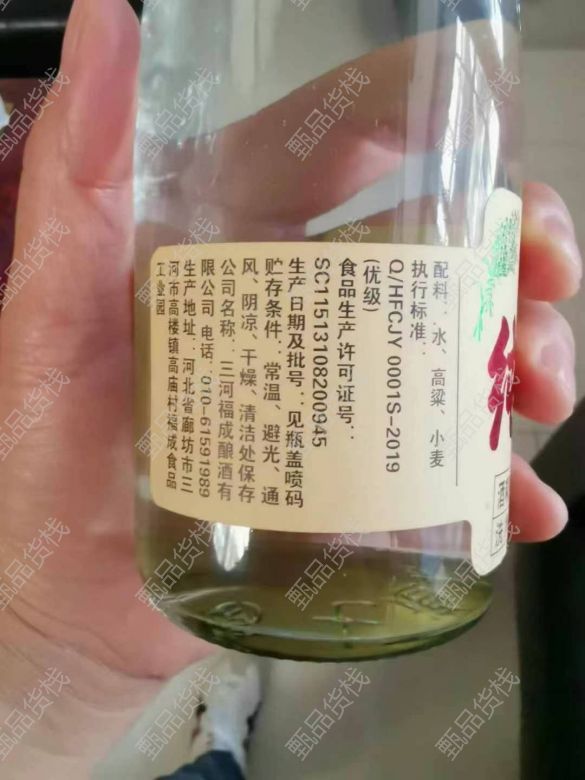 配料：水、高粱、小麦
执行标准：
Q/HFCJY 0001S-2019
(优级)
食品生产许可证号：
SC11513108200945
生产日期及批号：见瓶盖喷码
贮存条件：常温、避光、通
风、阴凉、干燥、清洁处保存
公司名称：三河福成酿酒有
限公司 电话：010-61591989
生产地址：河北省廊坊市三
河市高楼镇高庙村福成食品
工业园
甄品货栈